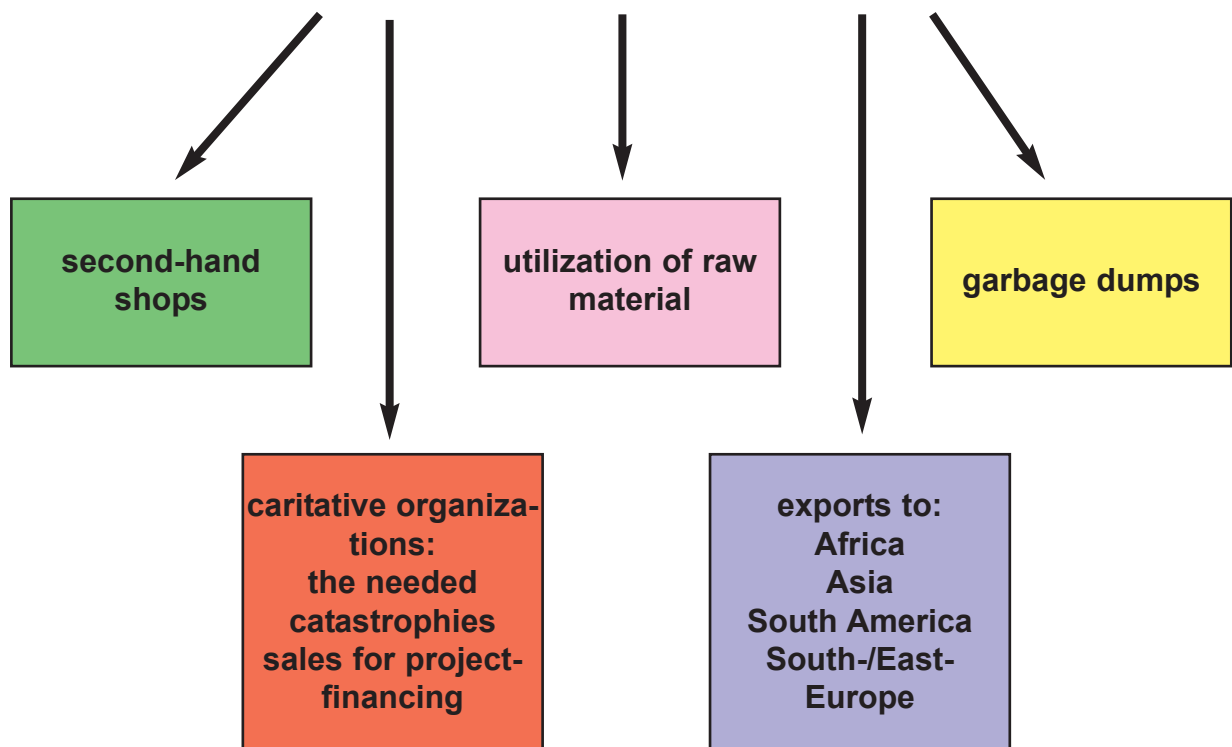 second-hand
shops
utilization of raw
material
garbage dumps
caritative organiza-
tions:
the needed
catastrophies
sales for project-
financing
exports to:
Africa
Asia
South America
South-/East-
Europe